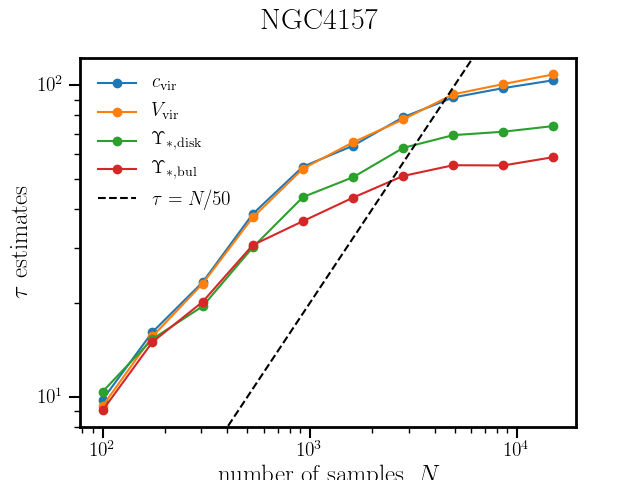 NGC4157
c_vir
V_vir
Υ_*,disk
Υ_*,bul
τ = N/50
τ estimates
10^2
10^1
10^2 10^3 10^4
number of samples, N